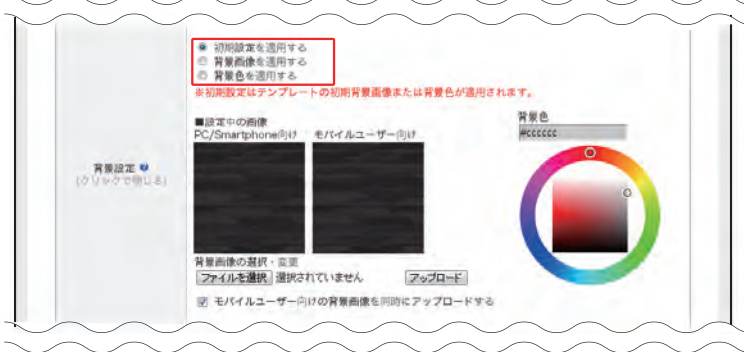 初期設定を適用する
背景画像を適用する
背景色を適用する
※初期設定はテンプレートの初期背景画像または背景色が適用されます。
背景設定
(クリックで閉じる)
■設定中の画像
PC/Smartphone向け モバイルユーザー向け
背景色
#cccccc
背景画像の選択・変更
ファイルを選択 選択されていません アップロード
モバイルユーザー向けの背景画像を同時にアップロードする